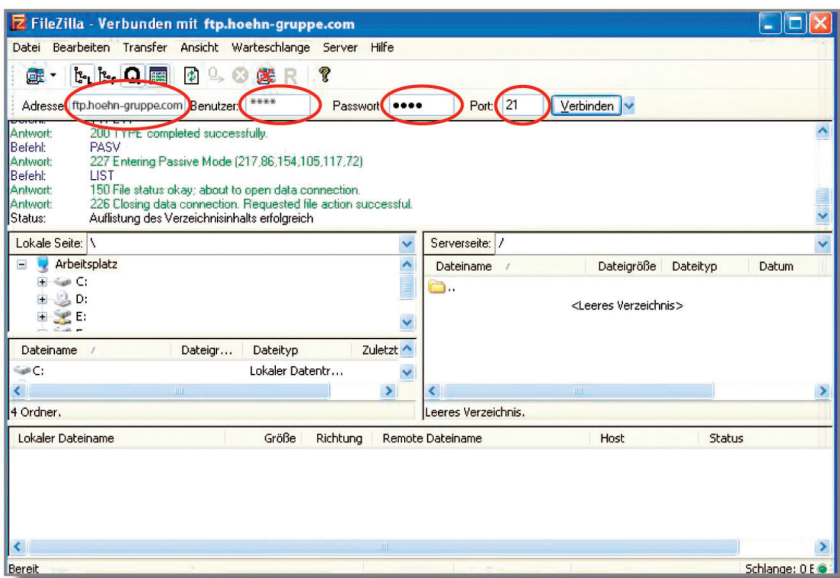 FileZilla - Verbunden mit ftp.hoehn-gruppe.com
Datei Bearbeiten Transfer Ansicht Warteschlange Server Hilfe
Adresse: ftp.hoehn-gruppe.com Benutzer: **** Passwort: ●●●● Port: 21 Verbinden
Antwort: 200 TYPE completed successfully.
Befehl: PASV
Antwort: 227 Entering Passive Mode (217,86,154,105,117,72)
Befehl: LIST
Antwort: 150 File status okay; about to open data connection.
Antwort: 226 Closing data connection. Requested file action successful.
Status: Auflistung des Verzeichnisinhalts erfolgreich
Lokale Seite: \
Arbeitsplatz
C:
D:
E:
Dateiname / Dateigr... Dateityp Zuletzt
C: Lokaler Datentr...
4 Ordner.
Serverseite: /
Dateiname / Dateigröße Dateityp Datum
..
<Leeres Verzeichnis>
Leeres Verzeichnis.
Lokaler Dateiname Größe Richtung Remote Dateiname Host Status
Bereit Schlange: 0 E